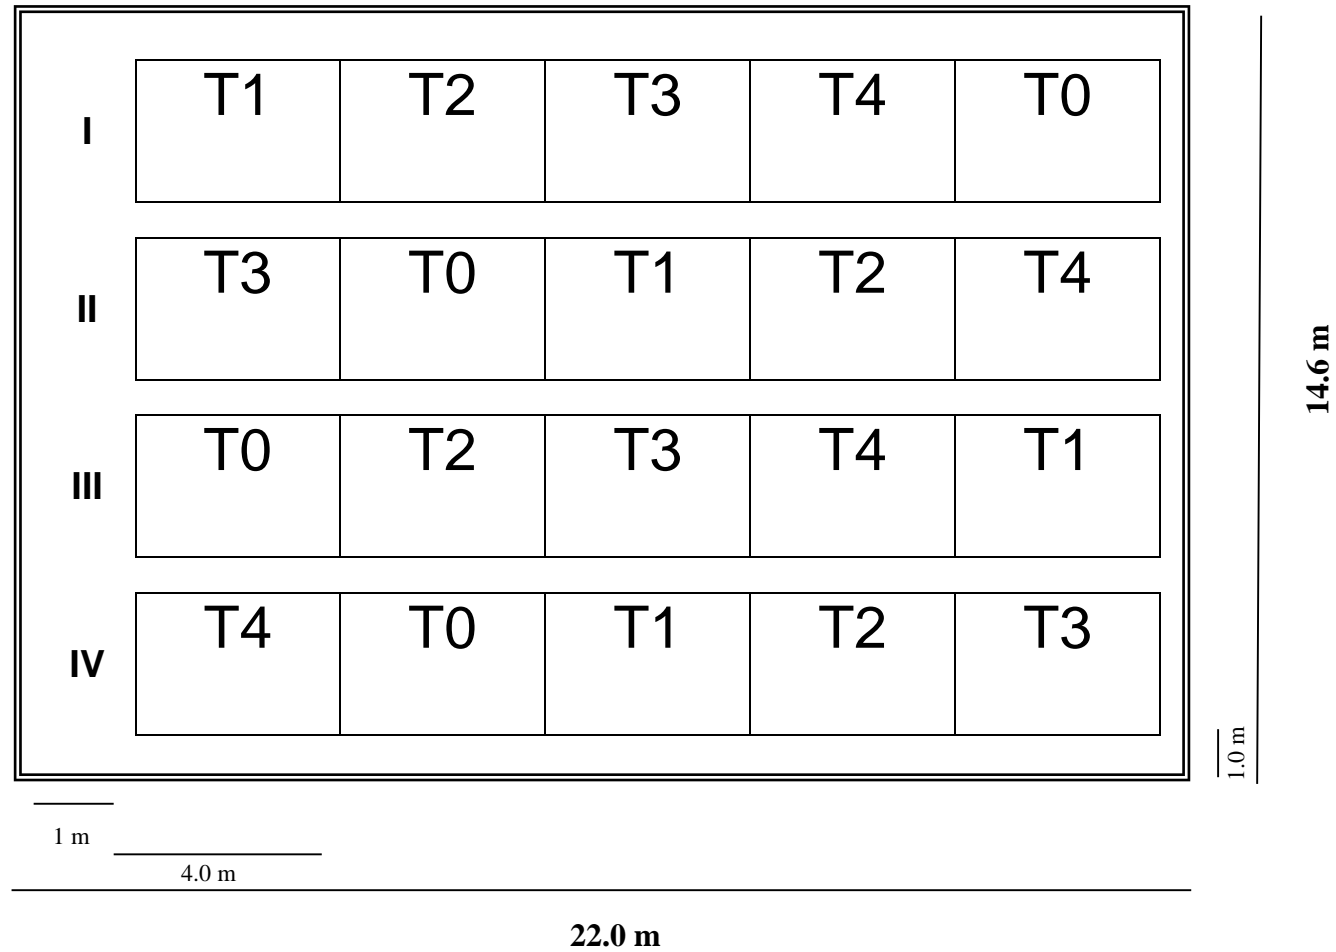 T1 T2 T3 T4 T0
I
T3 T0 T1 T2 T4
II
T0 T2 T3 T4 T1
III
T4 T0 T1 T2 T3
IV
14.6 m
1.0 m
1 m
4.0 m
22.0 m